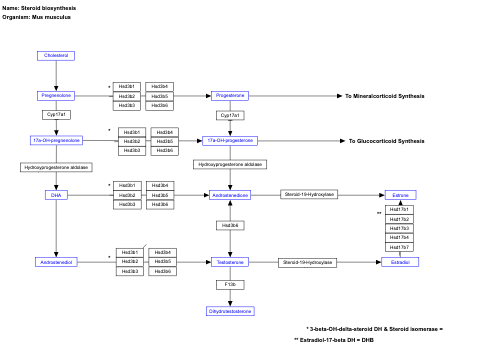 Name: Steroid biosynthesis
Organism: Mus musculus
Cholesterol
Pregnenolone
* Hsd3b1 Hsd3b4
Hsd3b2 Hsd3b5
Hsd3b3 Hsd3b6
Progesterone
To Mineralcorticoid Synthesis
Cyp17a1
Cyp17a1
17a-OH-pregnenolone
* Hsd3b1 Hsd3b4
Hsd3b2 Hsd3b5
Hsd3b3 Hsd3b6
17a-OH-progesterone
To Glucocorticoid Synthesis
Hydroxyprogesterone aldolase
Hydroxyprogesterone aldolase
DHA
* Hsd3b1 Hsd3b4
Hsd3b2 Hsd3b5
Hsd3b3 Hsd3b6
Androstenedione
Steroid-19-Hydroxylase
Estrone
** Hsd17b1
Hsd17b2
Hsd17b3
Hsd17b4
Hsd17b7
Hsd3b6
Androstenediol
* Hsd3b1 Hsd3b4
Hsd3b2 Hsd3b5
Hsd3b3 Hsd3b6
Testosterone
Steroid-19-Hydroxylase
Estradiol
F13b
Dihydrotestosterone
* 3-beta-OH-delta-steroid DH & Steroid isomerase =
** Estradiol-17-beta DH = DHB